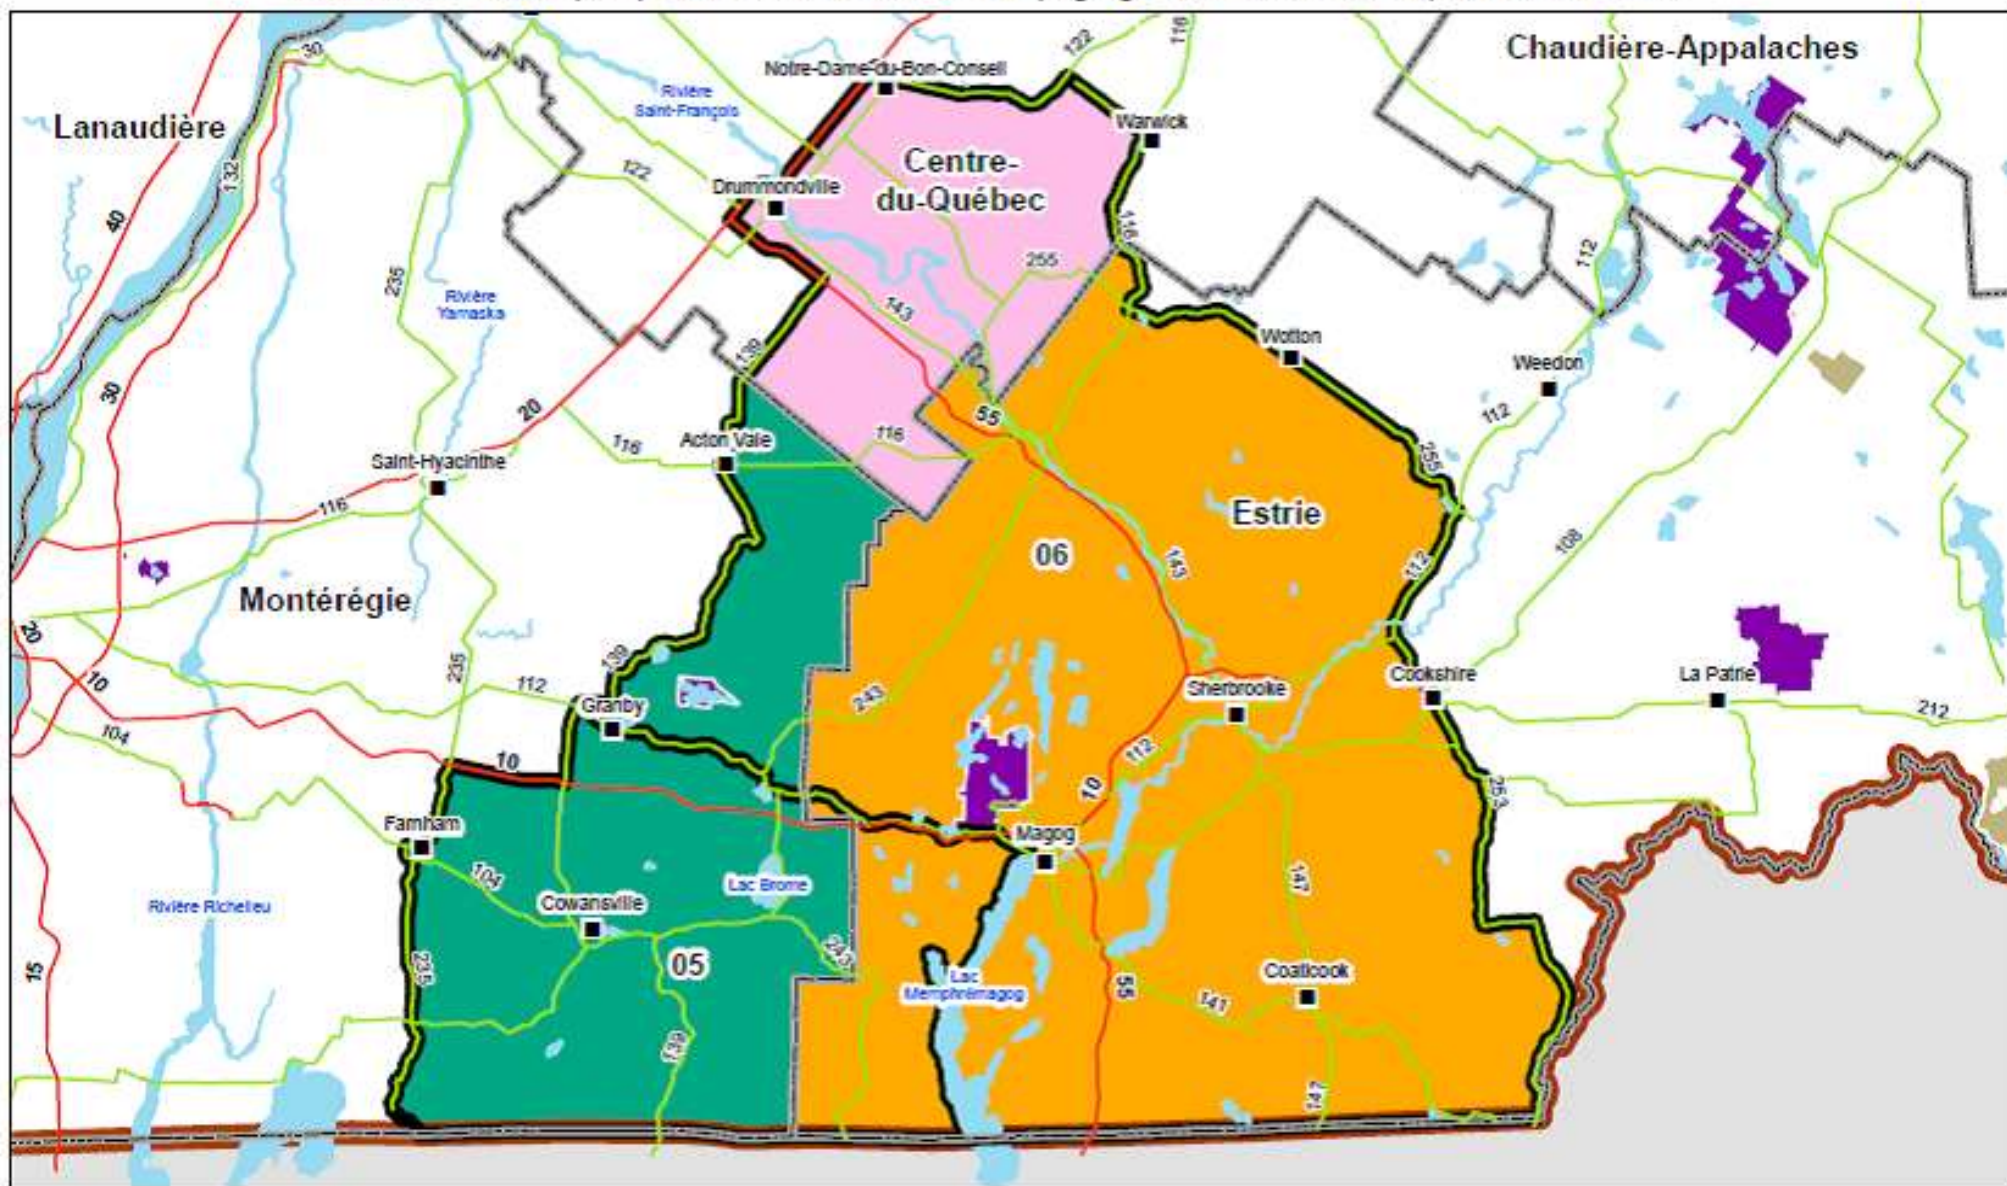 Chaudière-Appalaches
30
122
116
Notre-Dame-du-Bon-Conseil
Rivière
Saint-François
Lanaudière
Warwick
132
122
Centre-
du-Québec
Drummondville
40
116
112
255
235
Rivière
Yamaska
143
139
Wotton
Weedon
30
20
55
112
116
Acton Vale
116
Saint-Hyacinthe
255
116
Estrie
06
108
143
112
Montérégie
20
139
235
10
112
Granby
243
Sherbrooke
Cookshire
La Patrie
212
104
10
112
10
253
Farnham
Magog
104
Lac Brome
147
Cowansville
Rivière Richelieu
243
05
235
15
Lac
Memphrémagog
55
Coaticook
141
139
147